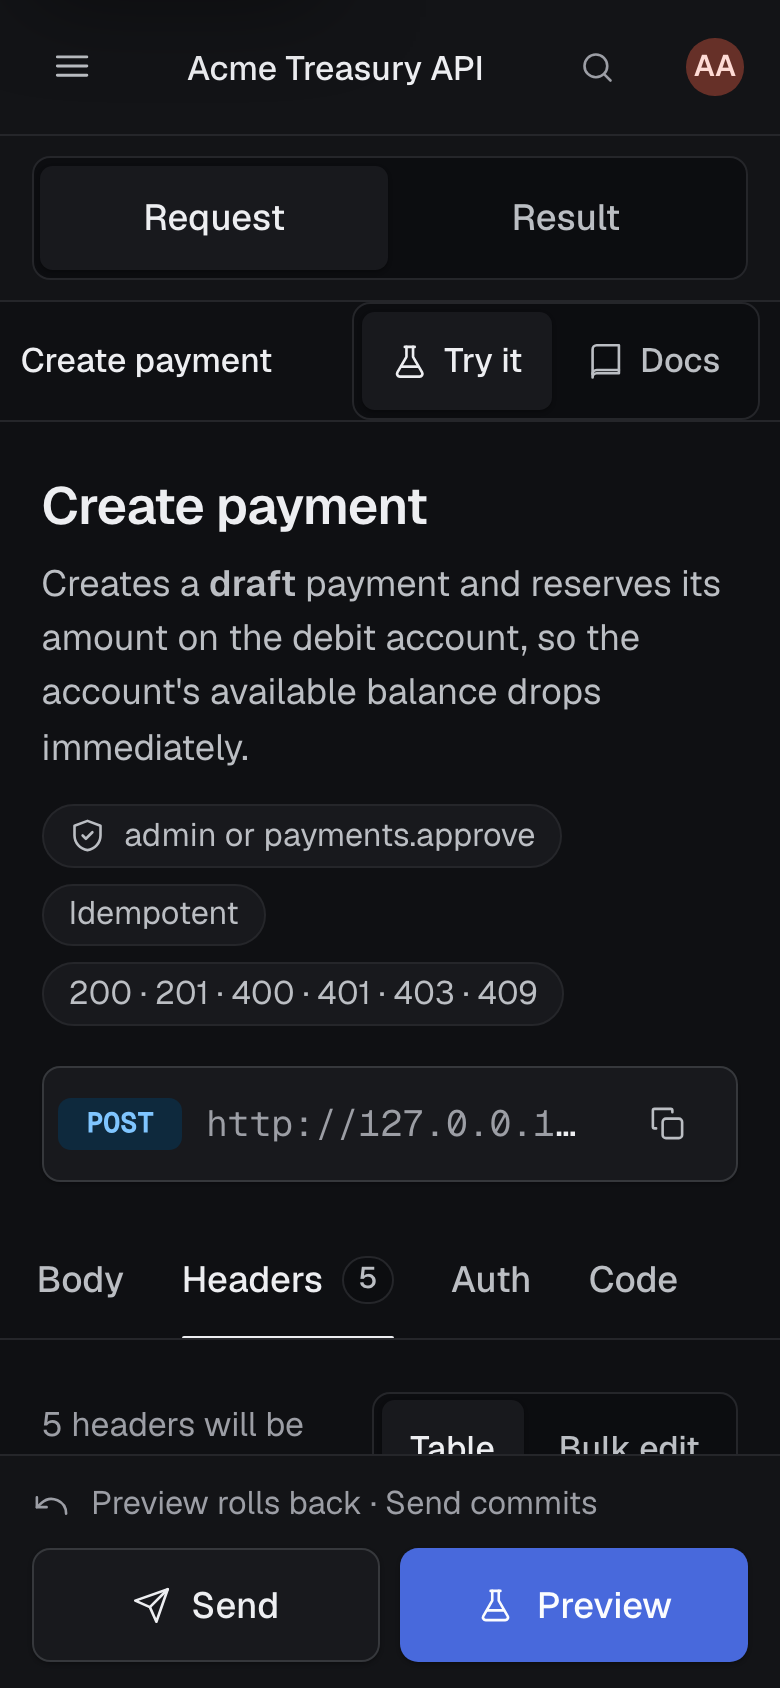 Acme Treasury API
AA
Request
Result
Create payment
Try it
Docs
Create payment
Creates a draft payment and reserves its
amount on the debit account, so the
account's available balance drops
immediately.
admin or payments.approve
Idempotent
200 · 201 · 400 · 401 · 403 · 409
POST
http://127.0.0.1…
Body
Headers
5
Auth
Code
5 headers will be
Table
Bulk edit
Preview rolls back · Send commits
Send
Preview